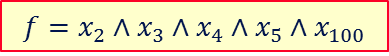 f = x₂ ∧ x₃ ∧ x₄ ∧ x₅ ∧ x₁₀₀